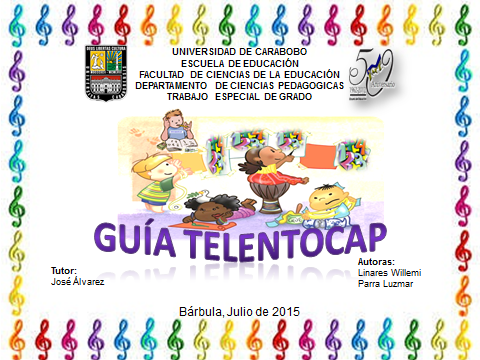 UNIVERSIDAD DE CARABOBO
ESCUELA DE EDUCACIÓN
FACULTAD DE CIENCIAS DE LA EDUCACIÓN
DEPARTAMENTO DE CIENCIAS PEDAGOGICAS
TRABAJO ESPECIAL DE GRADO
GUÍA TELENTOCAP
Tutor:
José Álvarez
Autoras:
Linares Willemi
Parra Luzmar
Bárbula, Julio de 2015